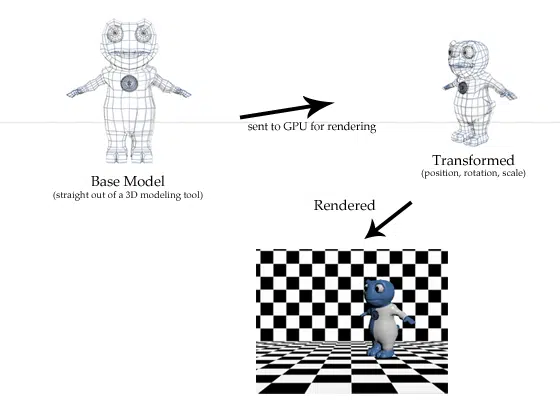 sent to GPU for rendering
Base Model
(straight out of a 3D modeling tool)
Transformed
(position, rotation, scale)
Rendered